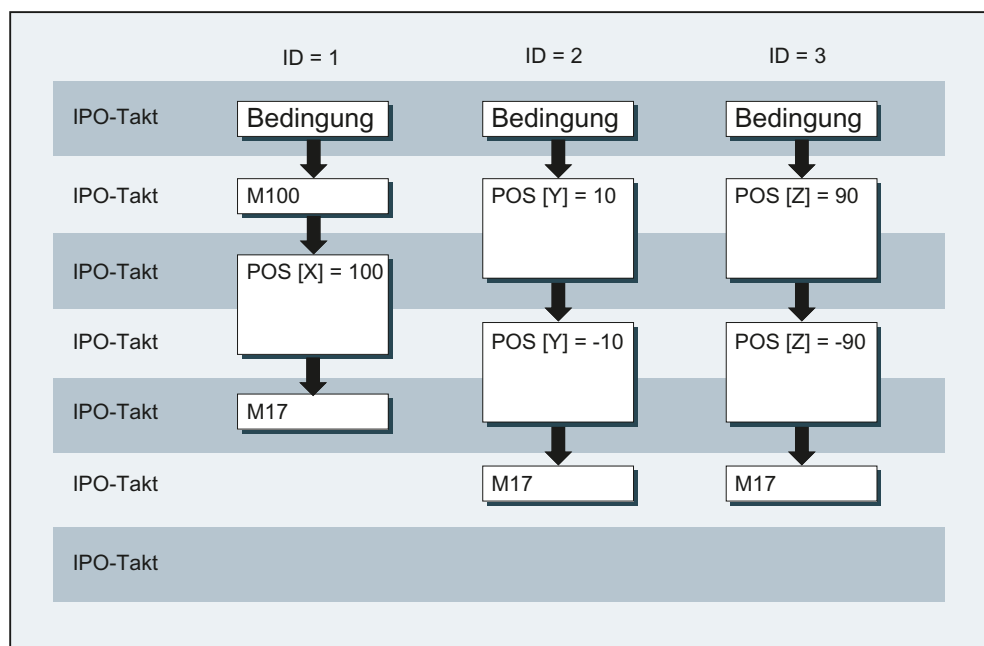 ID = 1 ID = 2 ID = 3
IPO-Takt Bedingung Bedingung Bedingung
IPO-Takt M100 POS [Y] = 10 POS [Z] = 90
IPO-Takt POS [X] = 100
IPO-Takt POS [Y] = -10 POS [Z] = -90
IPO-Takt M17
IPO-Takt M17 M17
IPO-Takt